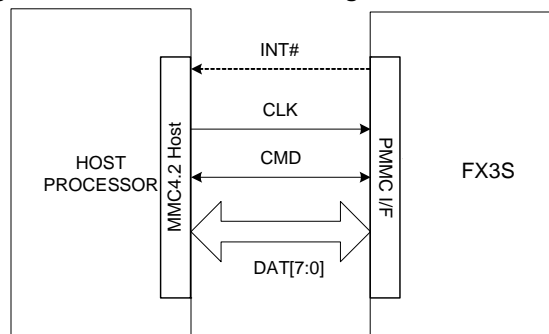 INT#
CLK
CMD
DAT[7:0]
HOST
PROCESSOR
MMC4.2 Host
PMMC I/F
FX3S